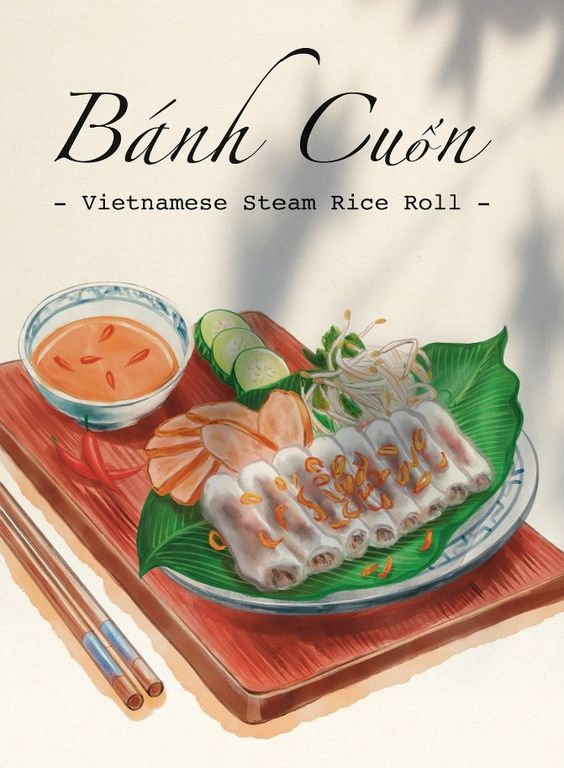 Bánh Cuốn
- Vietnamese Steam Rice Roll -